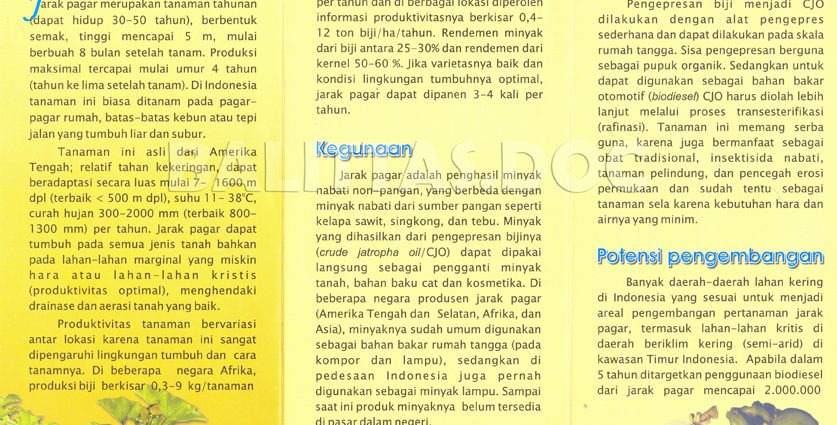 Jarak pagar merupakan tanaman tahunan
(dapat hidup 30-50 tahun), berbentuk
semak, tinggi mencapai 5 m, mulai
berbuah 8 bulan setelah tanam. Produksi
maksimal tercapai mulai umur 4 tahun
(tahun ke lima setelah tanam). Di Indonesia
tanaman ini biasa ditanam pada pagar-
pagar rumah, batas-batas kebun atau tepi
jalan yang tumbuh liar dan subur.
Tanaman ini asli dari Amerika
Tengah; relatif tahan kekeringan, dapat
beradaptasi secara luas mulai 7- 1600 m
dpl (terbaik < 500 m dpl), suhu 11- 38°C,
curah hujan 300-2000 mm (terbaik 800-
1300 mm) per tahun. Jarak pagar dapat
tumbuh pada semua jenis tanah bahkan
pada lahan-lahan marginal yang miskin
hara atau lahan-lahan kristis
(produktivitas optimal), menghendaki
drainase dan aerasi tanah yang baik.
Produktivitas tanaman bervariasi
antar lokasi karena tanaman ini sangat
dipengaruhi lingkungan tumbuh dan cara
tanamnya. Di beberapa negara Afrika,
produksi biji berkisar 0,3-9 kg/tanaman
per tahun dan di berbagai lokasi diperoleh
informasi produktivitasnya berkisar 0,4-
12 ton biji/ha/tahun. Rendemen minyak
dari biji antara 25-30% dan rendemen dari
kernel 50-60 %. Jika varietasnya baik dan
kondisi lingkungan tumbuhnya optimal,
jarak pagar dapat dipanen 3-4 kali per
tahun.
Kegunaan
Jarak pagar adalah penghasil minyak
nabati non-pangan, yang berbeda dengan
minyak nabati dari sumber pangan seperti
kelapa sawit, singkong, dan tebu. Minyak
yang dihasilkan dari pengepresan bijinya
(crude jatropha oil/CJO) dapat dipakai
langsung sebagai pengganti minyak
tanah, bahan baku cat dan kosmetika. Di
beberapa negara produsen jarak pagar
(Amerika Tengah dan Selatan, Afrika, dan
Asia), minyaknya sudah umum digunakan
sebagai bahan bakar rumah tangga (pada
kompor dan lampu), sedangkan di
pedesaan Indonesia juga pernah
digunakan sebagai minyak lampu. Sampai
saat ini produk minyaknya belum tersedia
di pasar dalam negeri.
Pengepresan biji menjadi CJO
dilakukan dengan alat pengepres
sederhana dan dapat dilakukan pada skala
rumah tangga. Sisa pengepresan berguna
sebagai pupuk organik. Sedangkan untuk
dapat digunakan sebagai bahan bakar
otomotif (biodiesel) CJO harus diolah lebih
lanjut melalui proses transesterifikasi
(rafinasi). Tanaman ini memang serba
guna, karena juga bermanfaat sebagai
obat tradisional, insektisida nabati,
tanaman pelindung, dan pencegah erosi
permukaan dan sudah tentu sebagai
tanaman sela karena kebutuhan hara dan
airnya yang minim.
Potensi pengembangan
Banyak daerah-daerah lahan kering
di Indonesia yang sesuai untuk menjadi
areal pengembangan pertanaman jarak
pagar, termasuk lahan-lahan kritis di
daerah beriklim kering (semi-arid) di
kawasan Timur Indonesia. Apabila dalam
5 tahun ditargetkan penggunaan biodiesel
dari jarak pagar mencapai 2.000.000